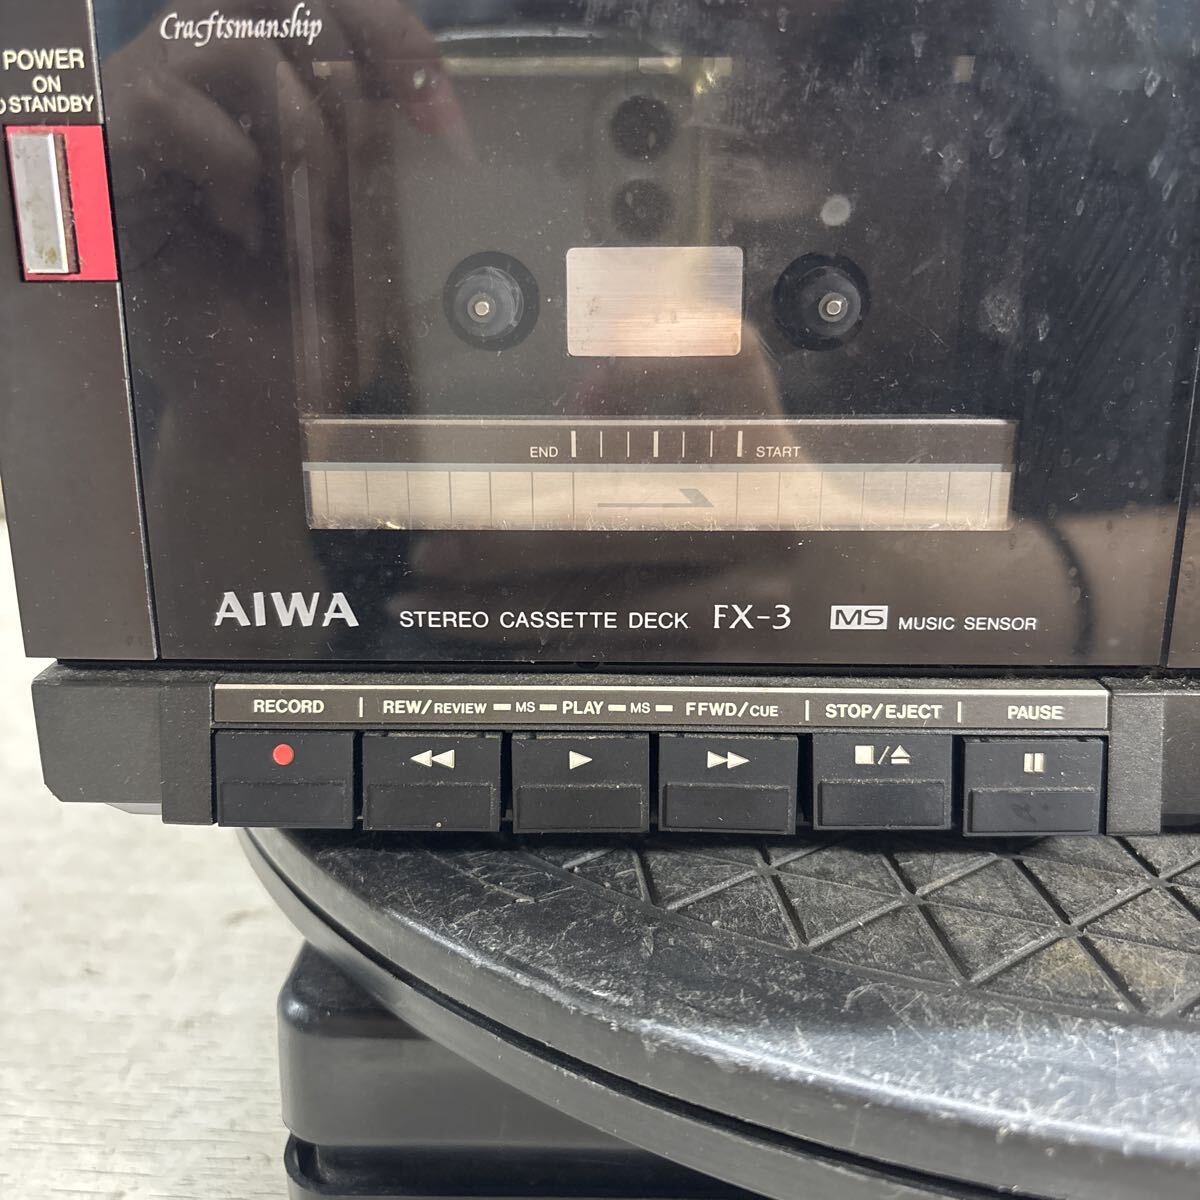 Craftsmanship
POWER
ON
STANDBY
END START
AIWA STEREO CASSETTE DECK FX-3 MS MUSIC SENSOR
RECORD | REW/REVIEW MS PLAY MS FFWD/CUE | STOP/EJECT | PAUSE